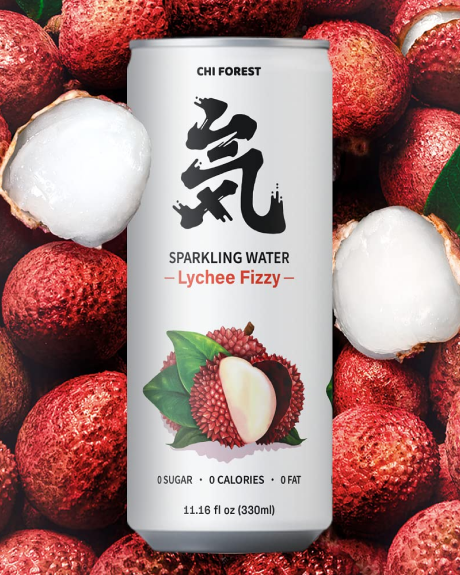 CHI FOREST
気
SPARKLING WATER
— Lychee Fizzy —
0 SUGAR · 0 CALORIES · 0 FAT
11.16 fl oz (330ml)